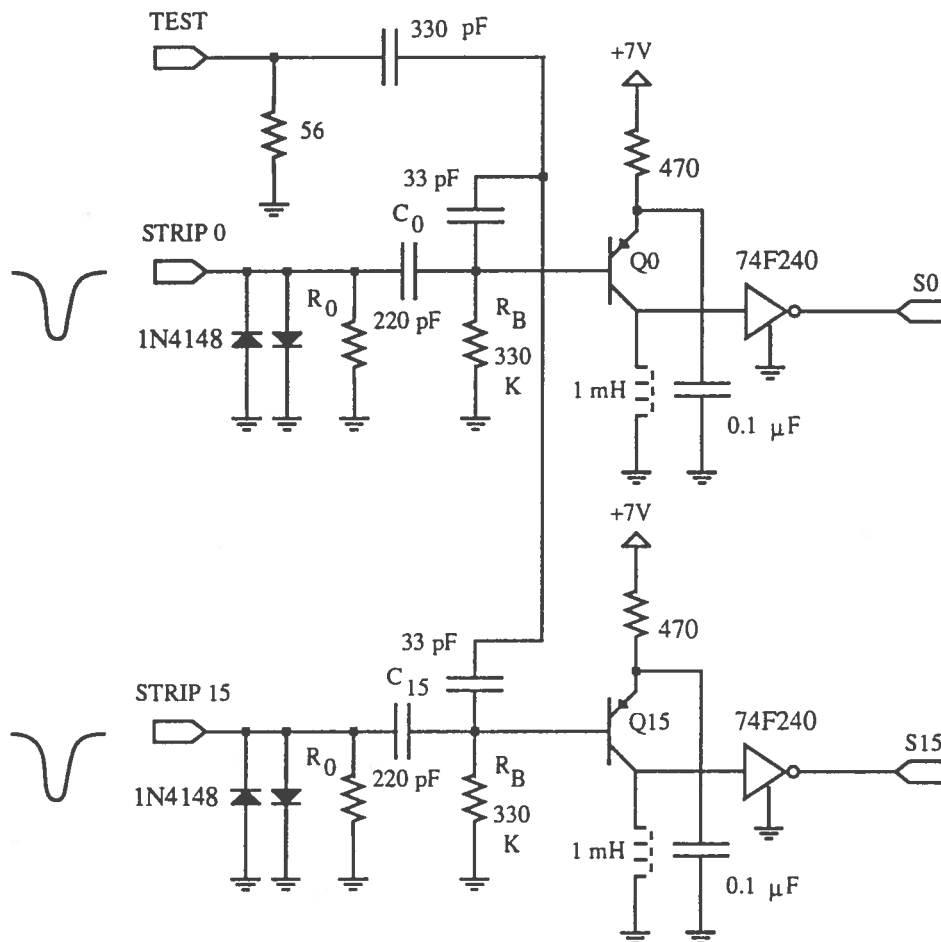 TEST
330 pF
+7V
56
470
33 pF
C0
STRIP 0
Q0
74F240
S0
R0
220 pF
RB
330
K
1N4148
1 mH
0.1 μF
+7V
470
33 pF
C15
STRIP 15
Q15
74F240
S15
R0
220 pF
RB
330
K
1N4148
1 mH
0.1 μF